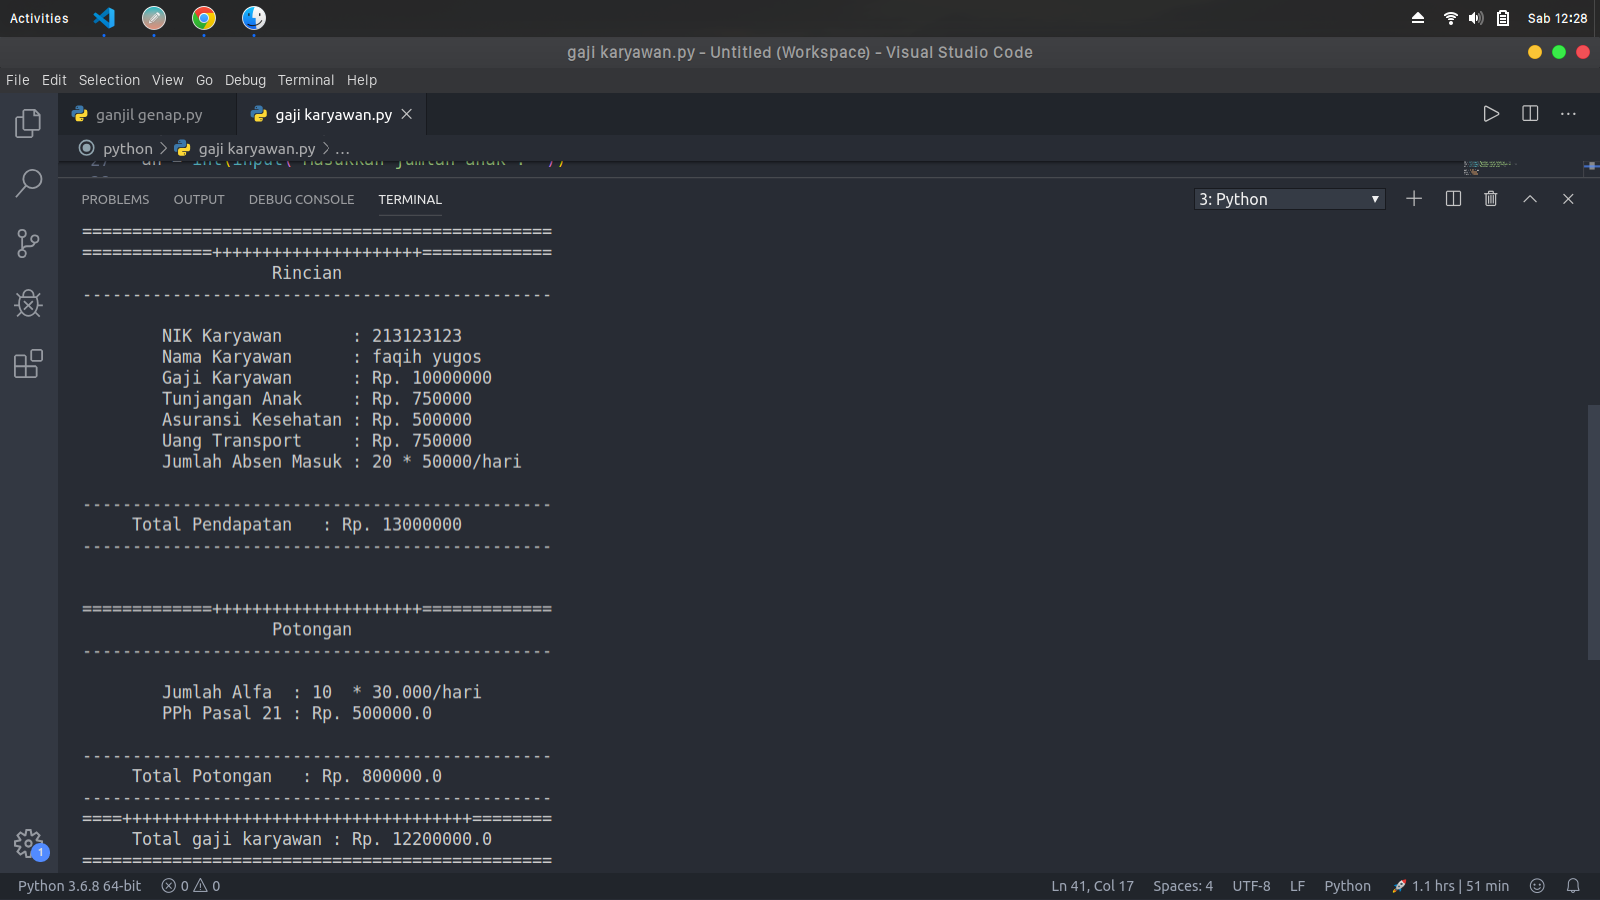 Activities
Sab 12:28
gaji karyawan.py - Untitled (Workspace) - Visual Studio Code
File Edit Selection View Go Debug Terminal Help
ganjil genap.py
gaji karyawan.py
python > gaji karyawan.py > ...
PROBLEMS OUTPUT DEBUG CONSOLE TERMINAL
3: Python
===============================================
=============+++++++++++++++++++++=============
Rincian
-----------------------------------------------
NIK Karyawan : 213123123
Nama Karyawan : faqih yugos
Gaji Karyawan : Rp. 10000000
Tunjangan Anak : Rp. 750000
Asuransi Kesehatan : Rp. 500000
Uang Transport : Rp. 750000
Jumlah Absen Masuk : 20 * 50000/hari
-----------------------------------------------
Total Pendapatan : Rp. 13000000
-----------------------------------------------
=============+++++++++++++++++++++=============
Potongan
-----------------------------------------------
Jumlah Alfa : 10 * 30.000/hari
PPh Pasal 21 : Rp. 500000.0
-----------------------------------------------
Total Potongan : Rp. 800000.0
-----------------------------------------------
====+++++++++++++++++++++++++++++++++++========
Total gaji karyawan : Rp. 12200000.0
===============================================
1
Python 3.6.8 64-bit 0 0 Ln 41, Col 17 Spaces: 4 UTF-8 LF Python 🚀 1.1 hrs | 51 min